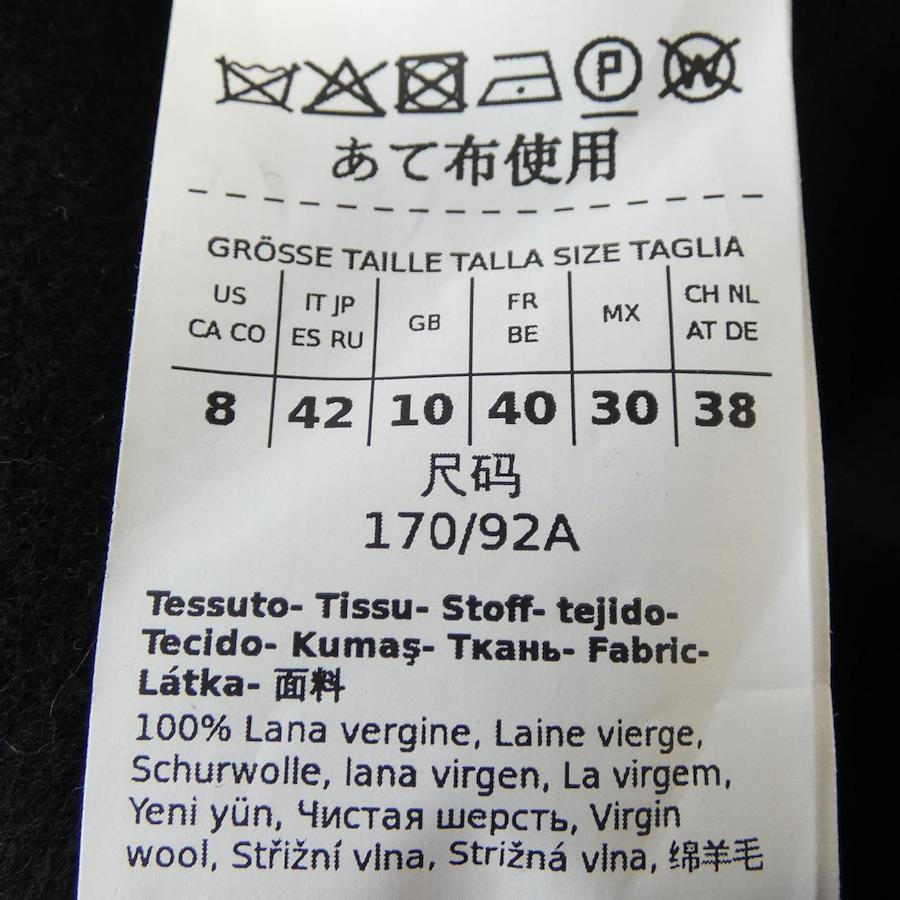 P W
あて布使用
GRÖSSE TAILLE TALLA SIZE TAGLIA
US CA CO
IT JP ES RU
GB
FR BE
MX
CH NL AT DE
8 42 10 40 30 38
尺码
170/92A
Tessuto- Tissu- Stoff- tejido-
Tecido- Kumaş- Ткань- Fabric-
Látka- 面料
100% Lana vergine, Laine vierge,
Schurwolle, lana virgen, La virgem,
Yeni yün, Чистая шерсть, Virgin
wool, Střižní vlna, Strižná vlna, 绵羊毛